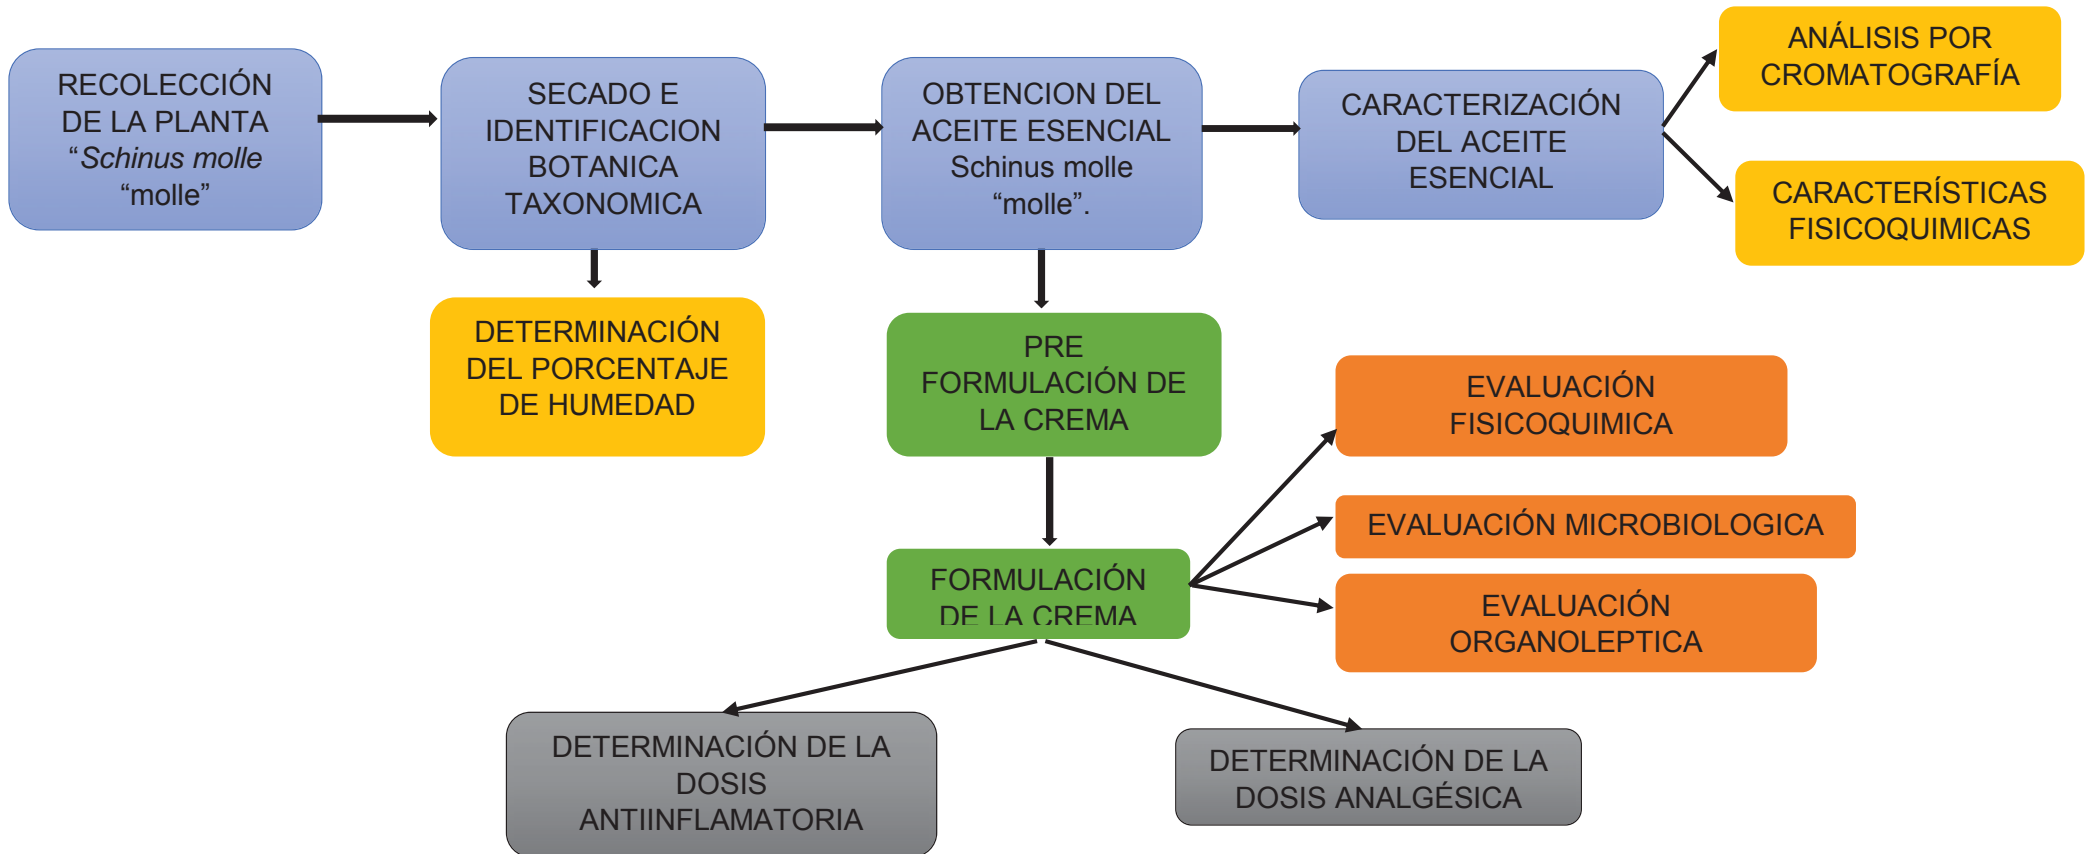 RECOLECCIÓN
DE LA PLANTA
“Schinus molle
“molle”
SECADO E
IDENTIFICACION
BOTANICA
TAXONOMICA
OBTENCION DEL
ACEITE ESENCIAL
Schinus molle
“molle”.
CARACTERIZACIÓN
DEL ACEITE
ESENCIAL
ANÁLISIS POR
CROMATOGRAFÍA
CARACTERÍSTICAS
FISICOQUIMICAS
DETERMINACIÓN
DEL PORCENTAJE
DE HUMEDAD
PRE
FORMULACIÓN DE
LA CREMA
EVALUACIÓN
FISICOQUIMICA
EVALUACIÓN MICROBIOLOGICA
FORMULACIÓN
DE LA CREMA
EVALUACIÓN
ORGANOLEPTICA
DETERMINACIÓN DE LA
DOSIS
ANTIINFLAMATORIA
DETERMINACIÓN DE LA
DOSIS ANALGÉSICA